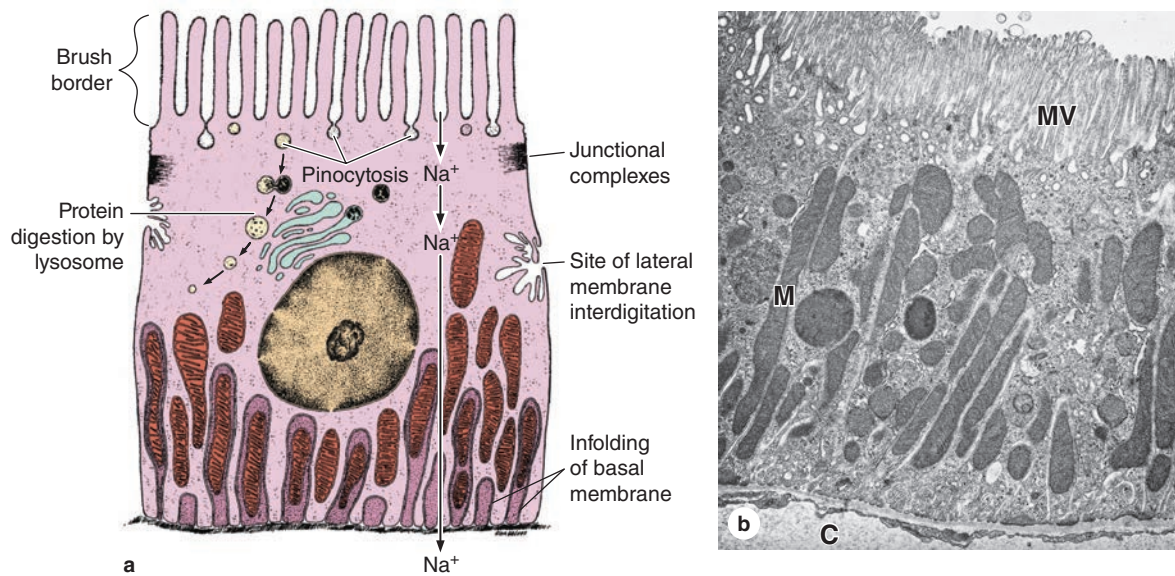 Brush
border
Pinocytosis
Na+
Junctional
complexes
Protein
digestion by
lysosome
Na+
Site of lateral
membrane
interdigitation
Infolding
of basal
membrane
Na+
a
MV
M
C
b